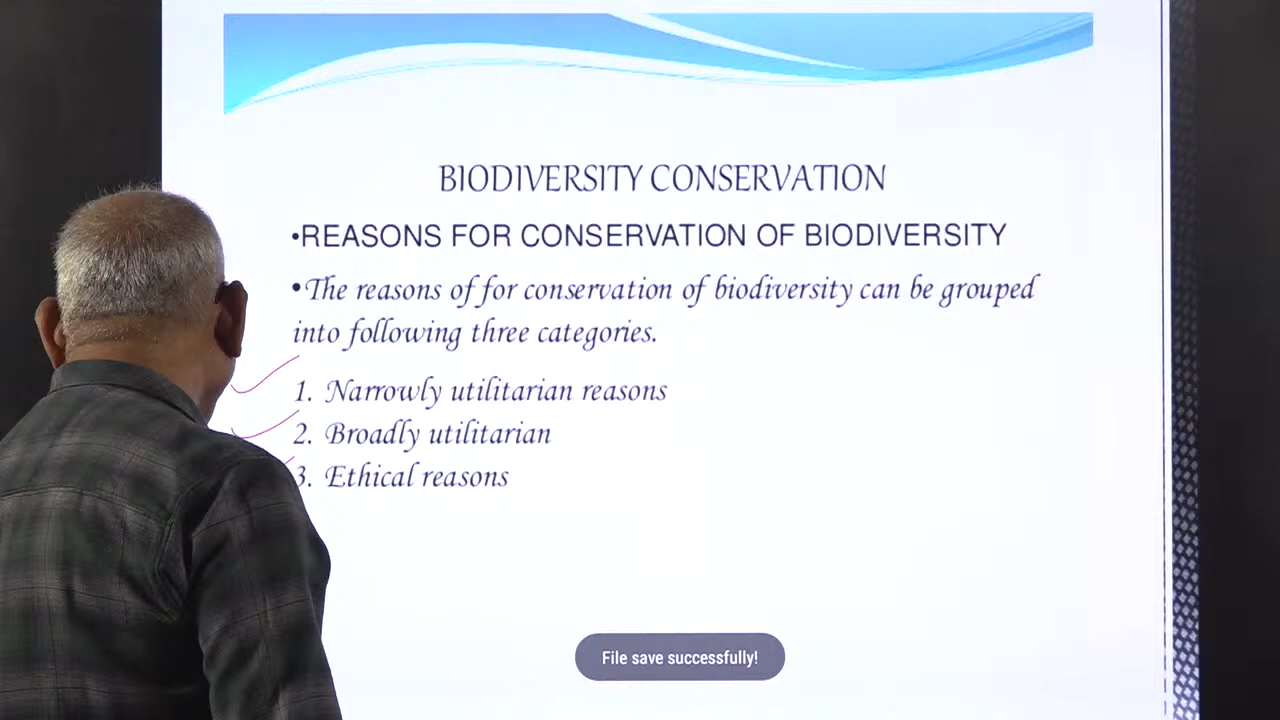 BIODIVERSITY CONSERVATION
•REASONS FOR CONSERVATION OF BIODIVERSITY
•The reasons of for conservation of biodiversity can be grouped
into following three categories.
1. Narrowly utilitarian reasons
2. Broadly utilitarian
3. Ethical reasons
File save successfully!